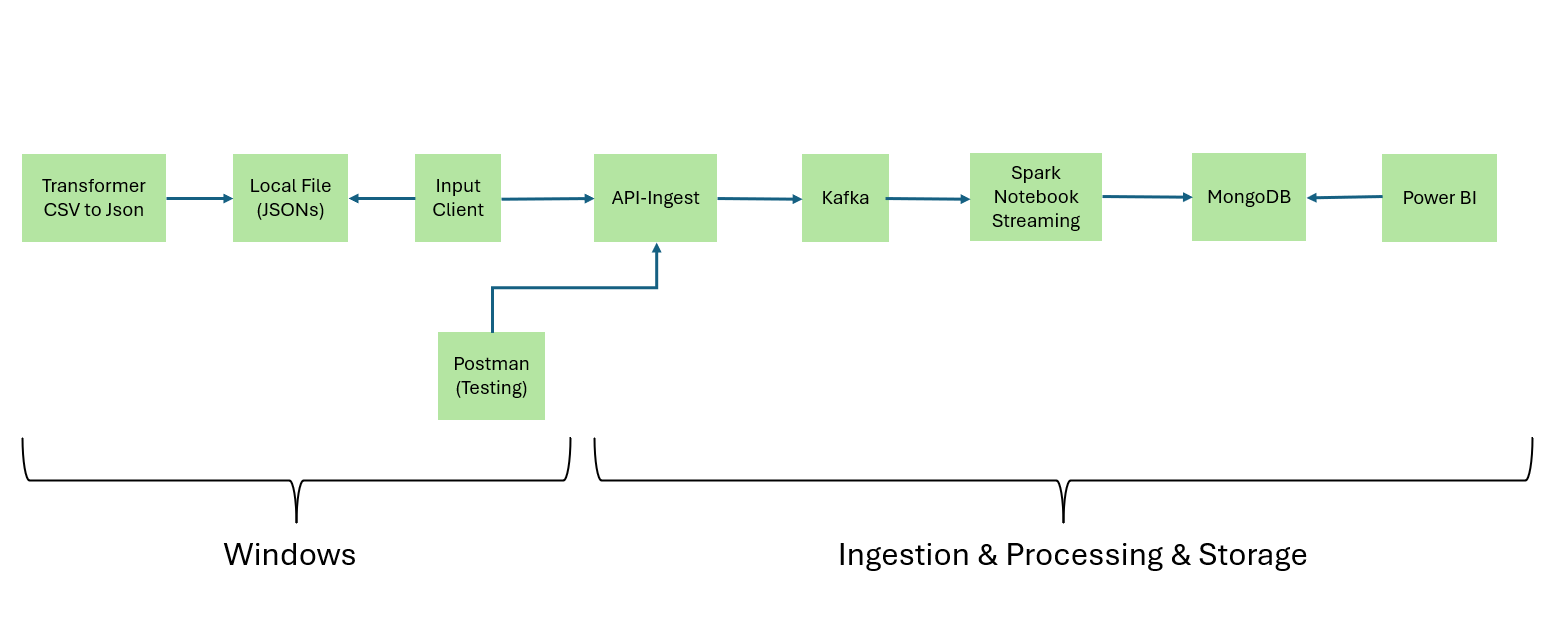 Transformer
CSV to Json
Local File
(JSONs)
Input
Client
API-Ingest
Kafka
Spark
Notebook
Streaming
MongoDB
Power BI
Postman
(Testing)
Windows
Ingestion & Processing & Storage